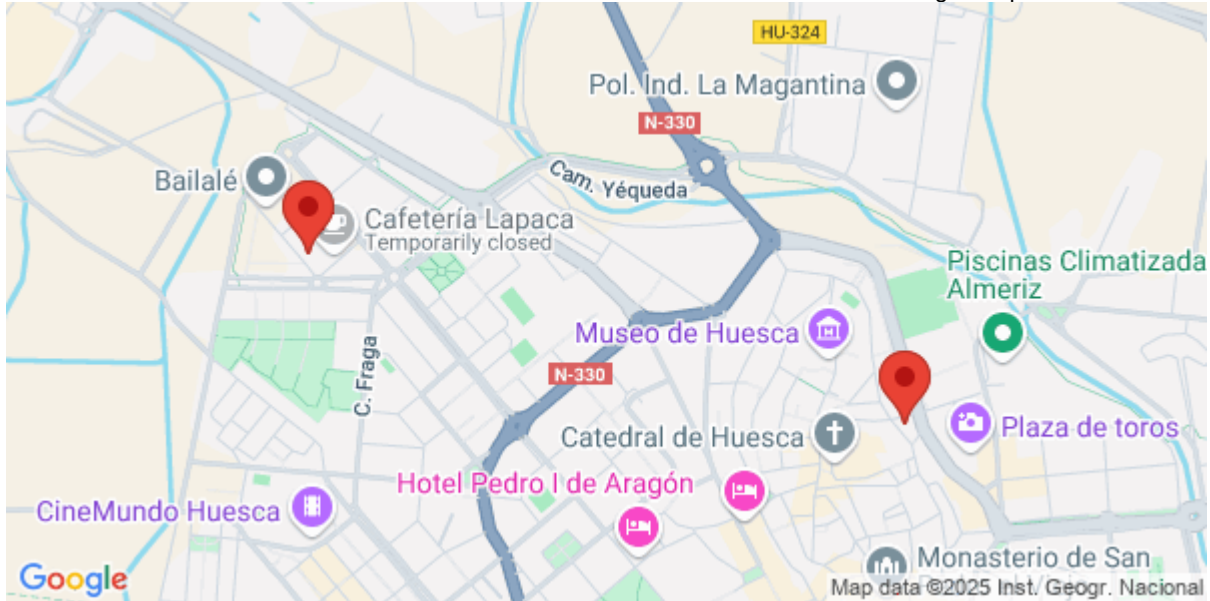 HU-324
Pol. Ind. La Magantina
N-330
Cam. Yéqueda
Bailalé
Cafetería Lapaca
Temporarily closed
Piscinas Climatizada
Almeriz
Museo de Huesca
N-330
C. Fraga
Catedral de Huesca
Plaza de toros
Hotel Pedro I de Aragón
CineMundo Huesca
Monasterio de San
Google
Map data ©2025 Inst. Geogr. Nacional